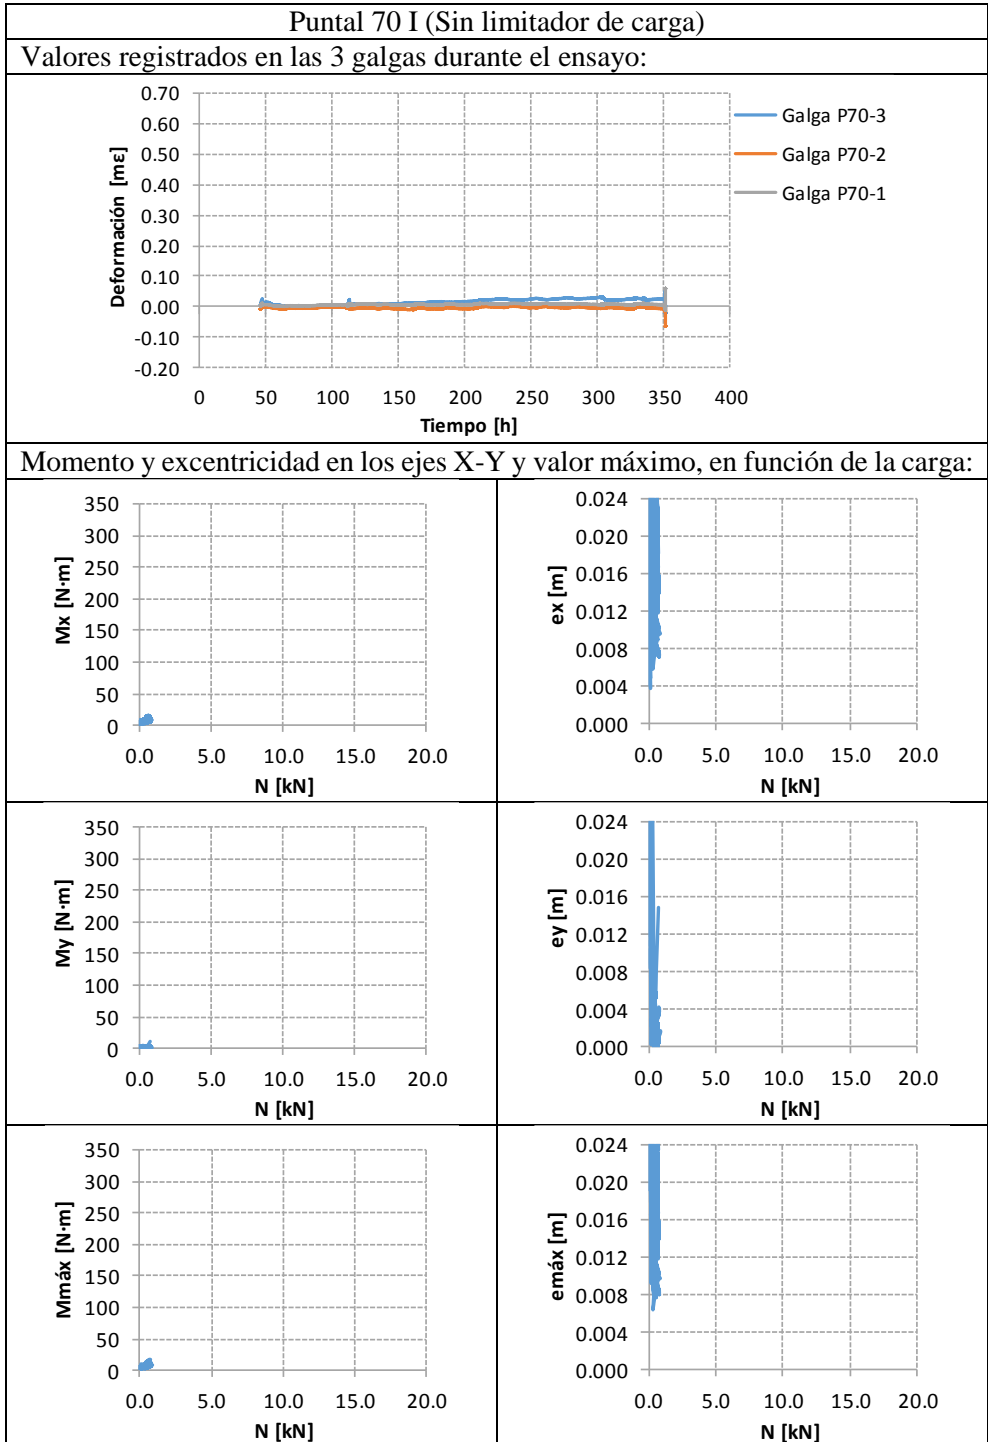 Puntal 70 I (Sin limitador de carga)
Valores registrados en las 3 galgas durante el ensayo:
0.70
0.60
0.50
0.40
0.30
0.20
0.10
0.00
-0.10
-0.20
Deformación [mε]
0 50 100 150 200 250 300 350 400
Tiempo [h]
Galga P70-3
Galga P70-2
Galga P70-1
Momento y excentricidad en los ejes X-Y y valor máximo, en función de la carga:
350
300
250
200
150
100
50
0
Mx [N·m]
0.0 5.0 10.0 15.0 20.0
N [kN]
0.024
0.020
0.016
0.012
0.008
0.004
0.000
ex [m]
0.0 5.0 10.0 15.0 20.0
N [kN]
350
300
250
200
150
100
50
0
My [N·m]
0.0 5.0 10.0 15.0 20.0
N [kN]
0.024
0.020
0.016
0.012
0.008
0.004
0.000
ey [m]
0.0 5.0 10.0 15.0 20.0
N [kN]
350
300
250
200
150
100
50
0
Mmáx [N·m]
0.0 5.0 10.0 15.0 20.0
N [kN]
0.024
0.020
0.016
0.012
0.008
0.004
0.000
emáx [m]
0.0 5.0 10.0 15.0 20.0
N [kN]